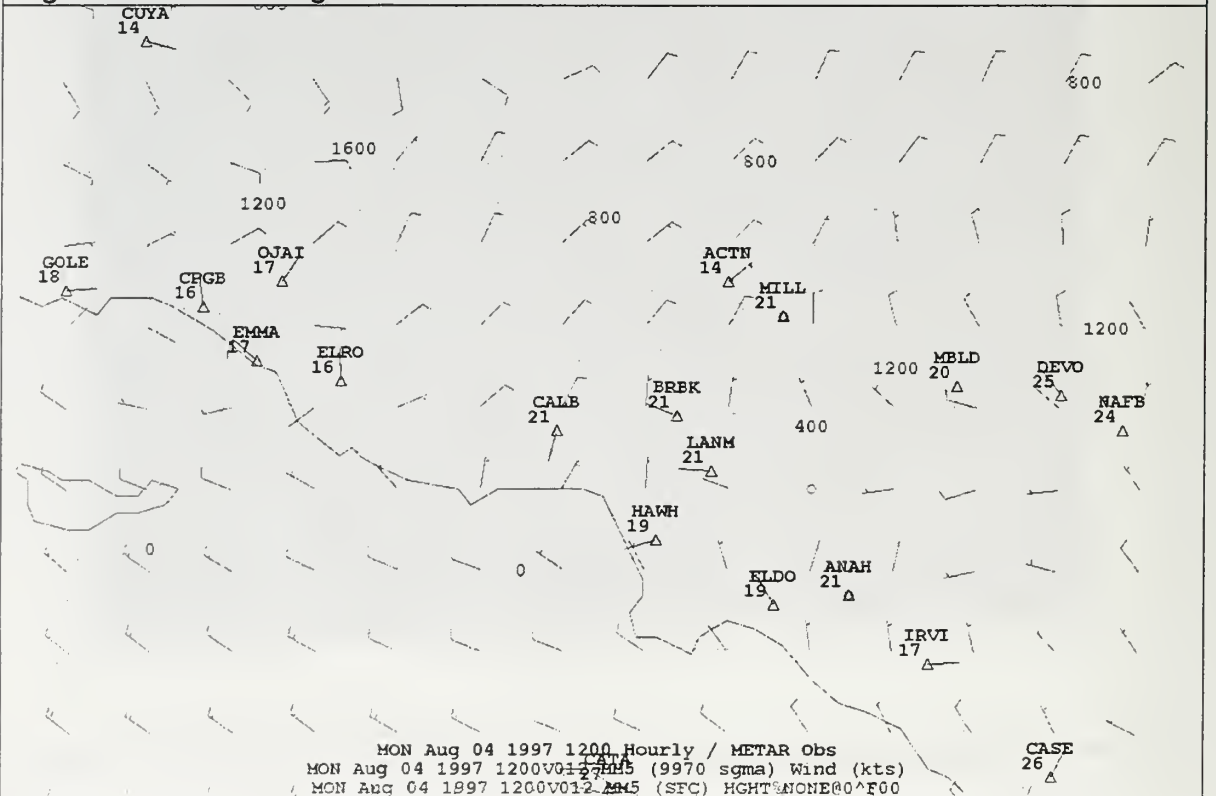 CUYA
14
800
1600
800
1200
800
OJAI
17
ACTN
14
GOLE
18
CPGB
16
MILL
21
EMMA
17
1200
ELRO
16
MBLD
20
1200
DEVO
25
BRBK
21
CALB
21
NAFB
24
400
LANM
21
HAWH
19
0
0
ELDO
19
ANAH
21
IRVI
17
MON Aug 04 1997 1200 Hourly / METAR Obs
CASE
26
CATA
27
MON Aug 04 1997 1200V012 MM5 (9970 sgma) Wind (kts)
MON Aug 04 1997 1200V012 MM5 (SFC) HGHT%NONE@0^F00